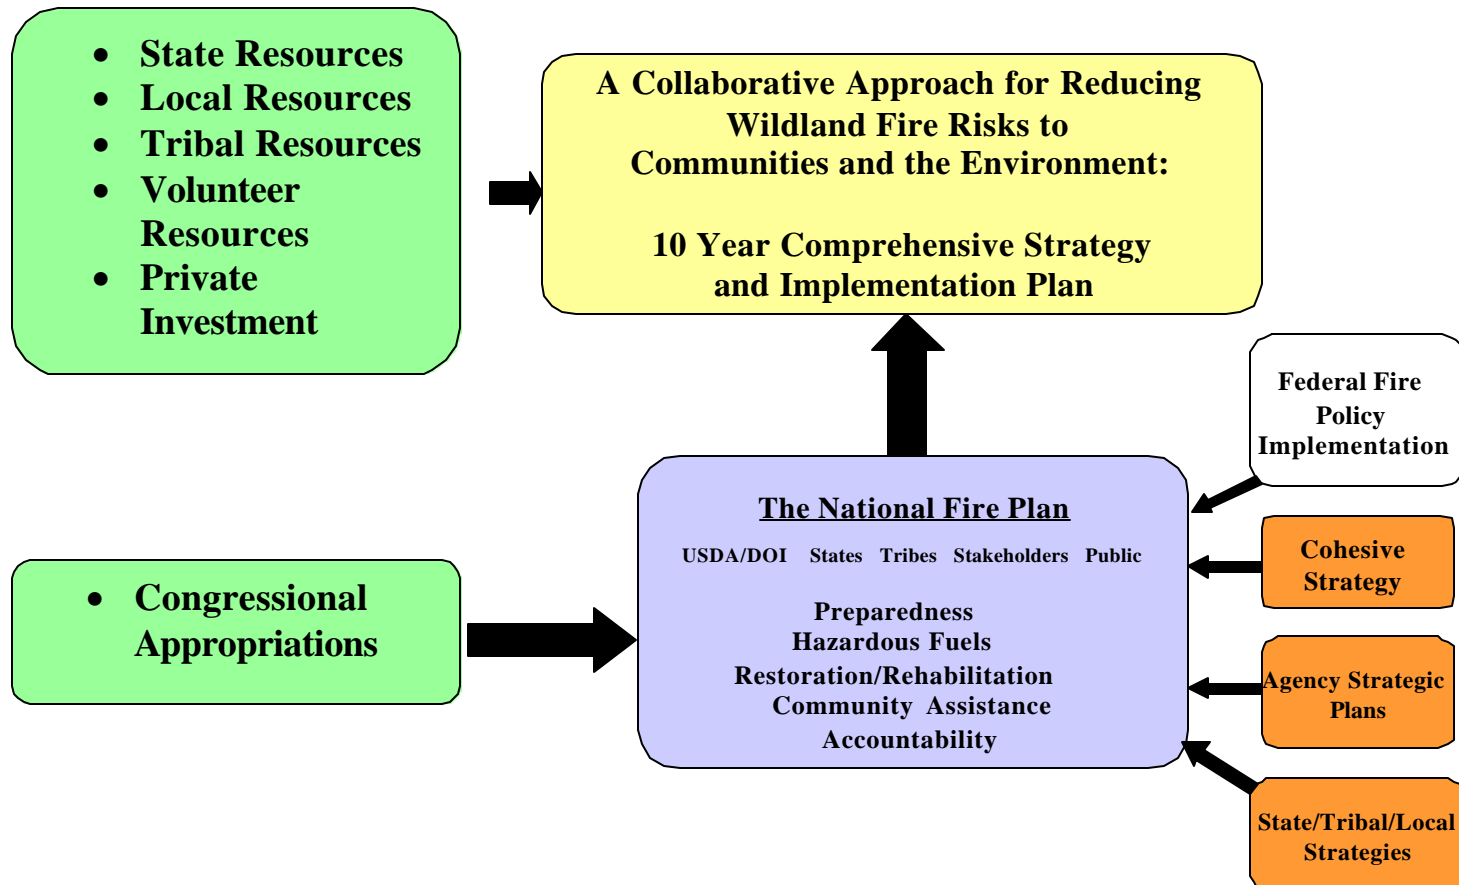 • State Resources
• Local Resources
• Tribal Resources
• Volunteer
Resources
• Private
Investment
A Collaborative Approach for Reducing
Wildland Fire Risks to
Communities and the Environment:
10 Year Comprehensive Strategy
and Implementation Plan
Federal Fire
Policy
Implementation
The National Fire Plan
USDA/DOI States Tribes Stakeholders Public
Preparedness
Hazardous Fuels
Restoration/Rehabilitation
Community Assistance
Accountability
• Congressional
Appropriations
Cohesive
Strategy
Agency Strategic
Plans
State/Tribal/Local
Strategies